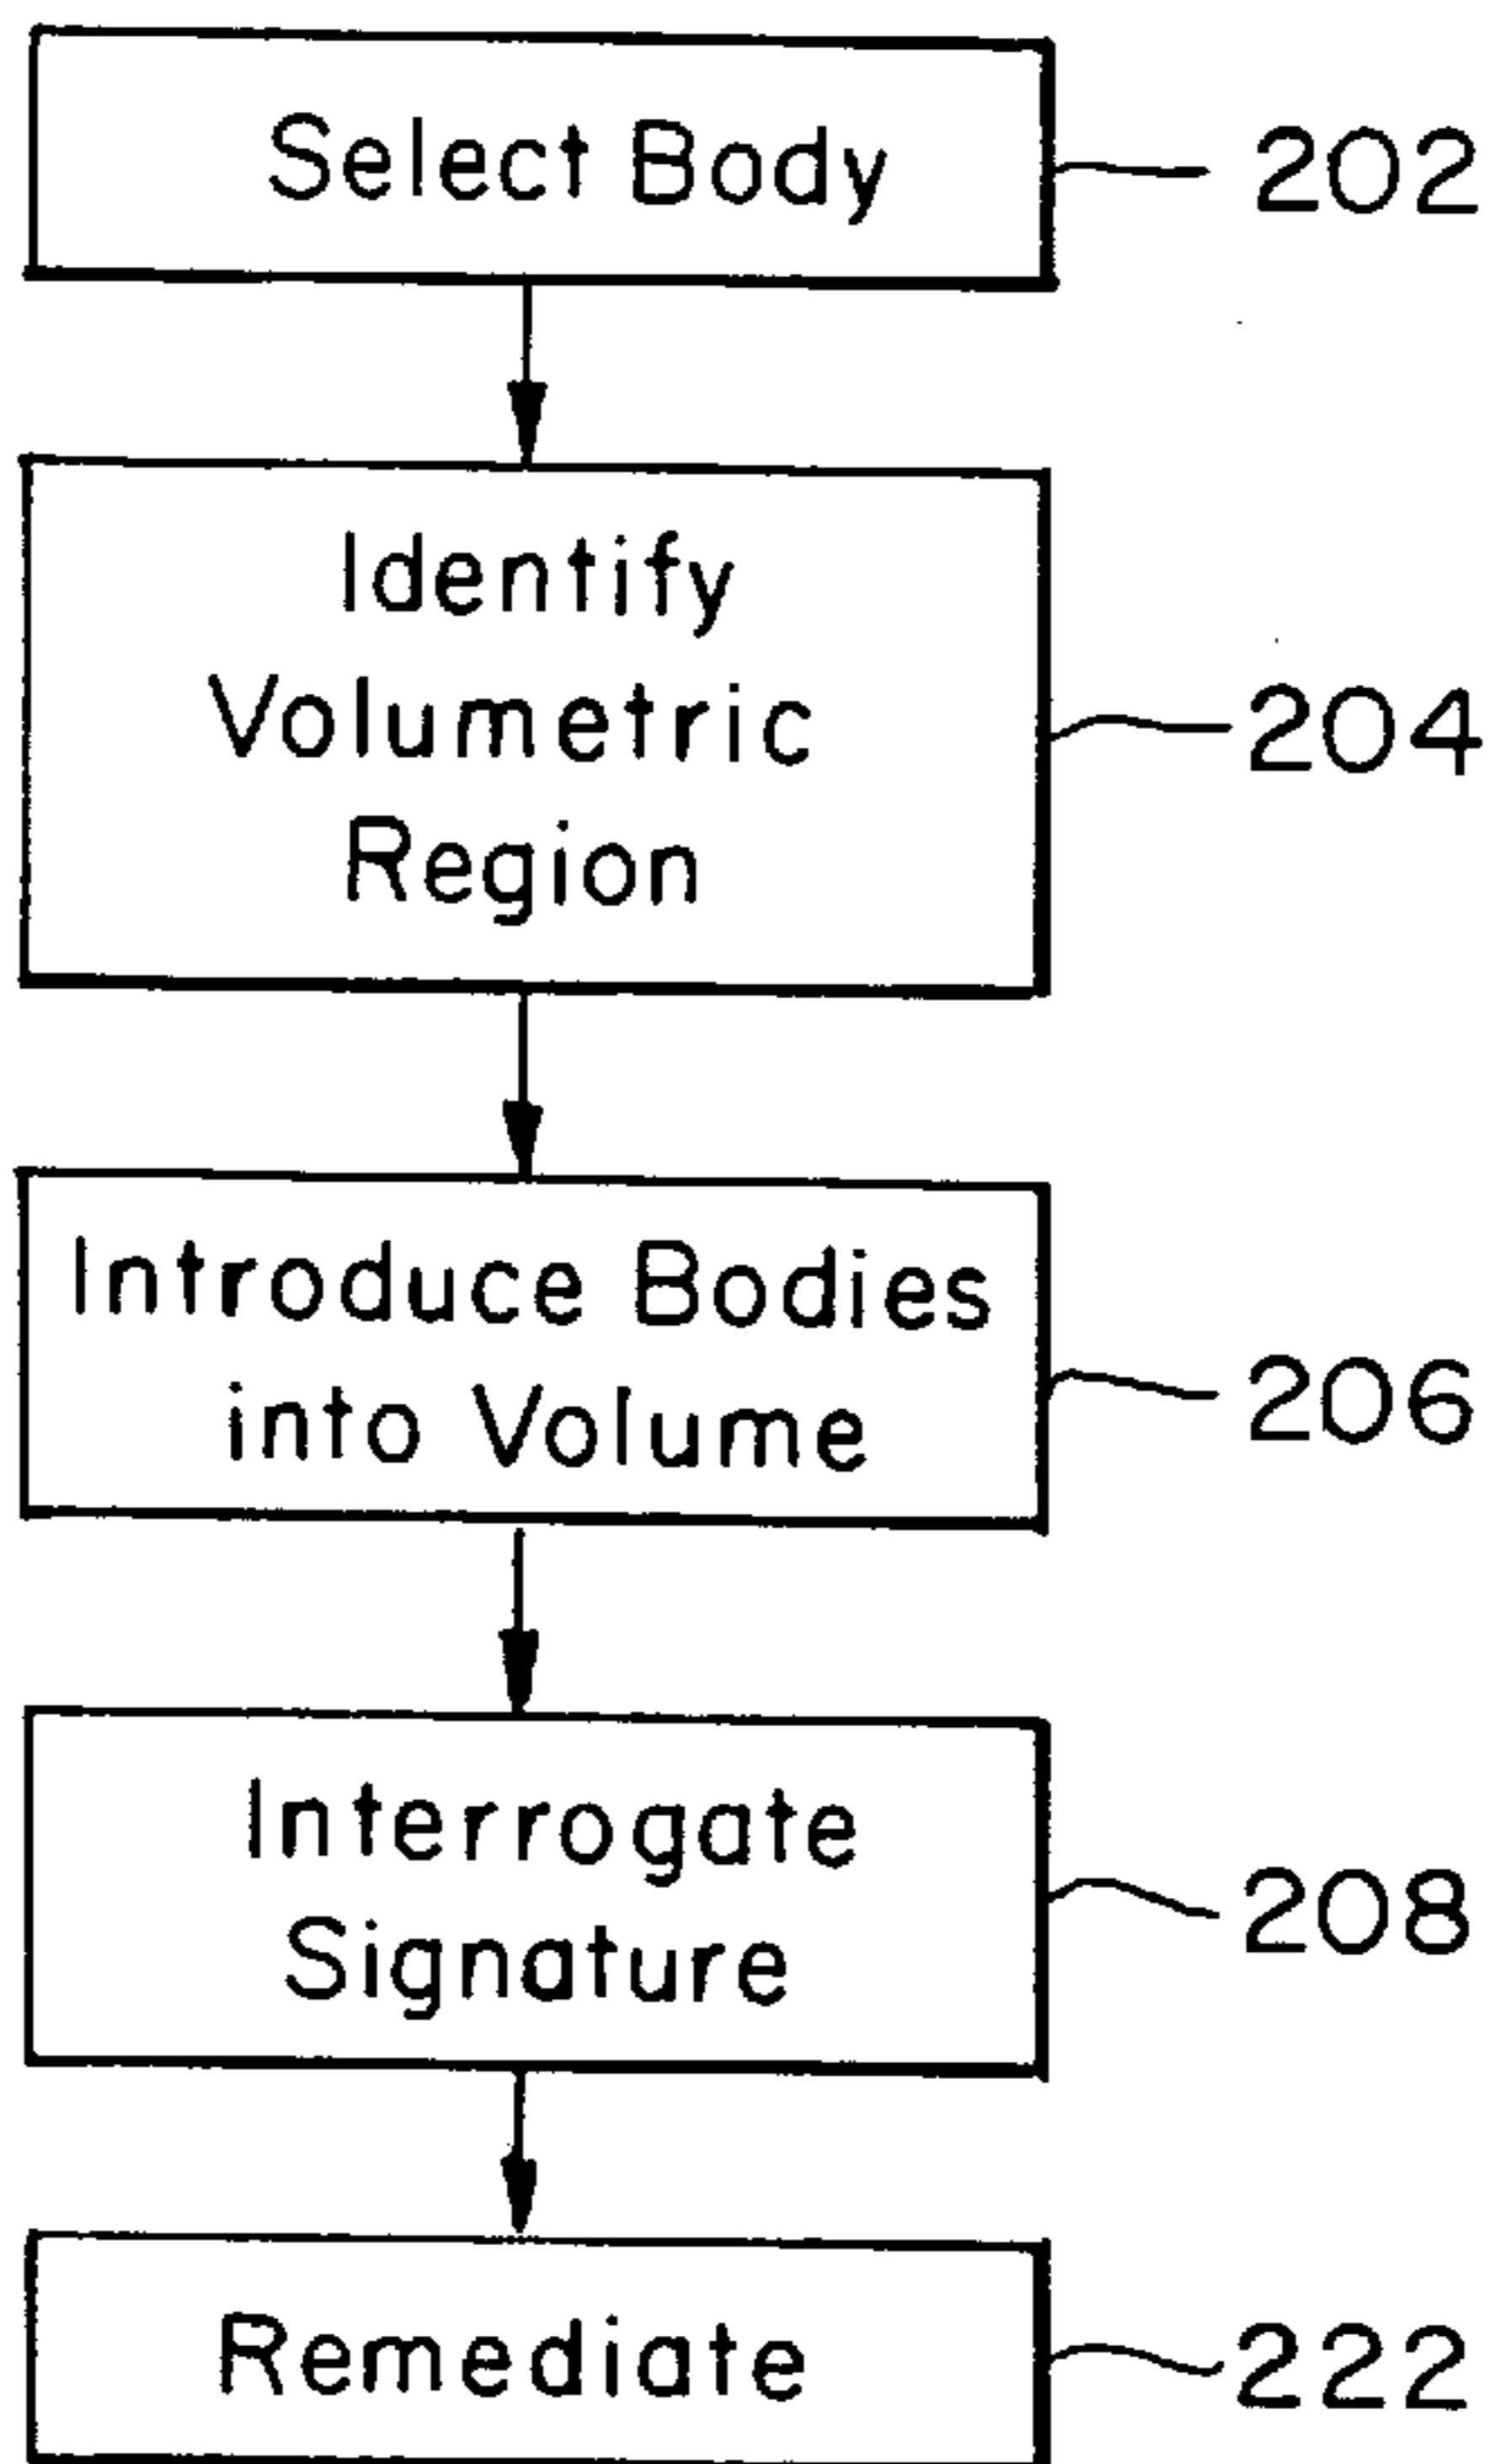 Select Body
202
Identify
Volumetric
Region
204
Introduce Bodies
into Volume
206
Interrogate
Signature
208
Remediate
222